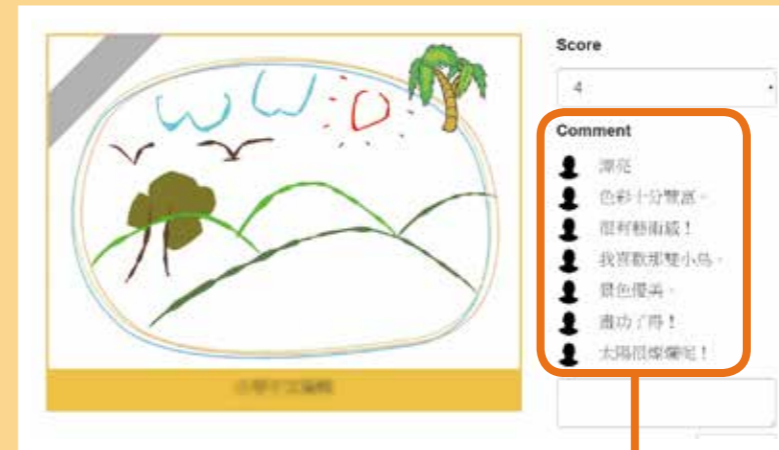 Score
4
Comment
漂亮
色彩十分豐富。
很有藝術感！
我喜歡那雙小鳥。
景色優美。
畫功了得！
太陽很燦爛呢！